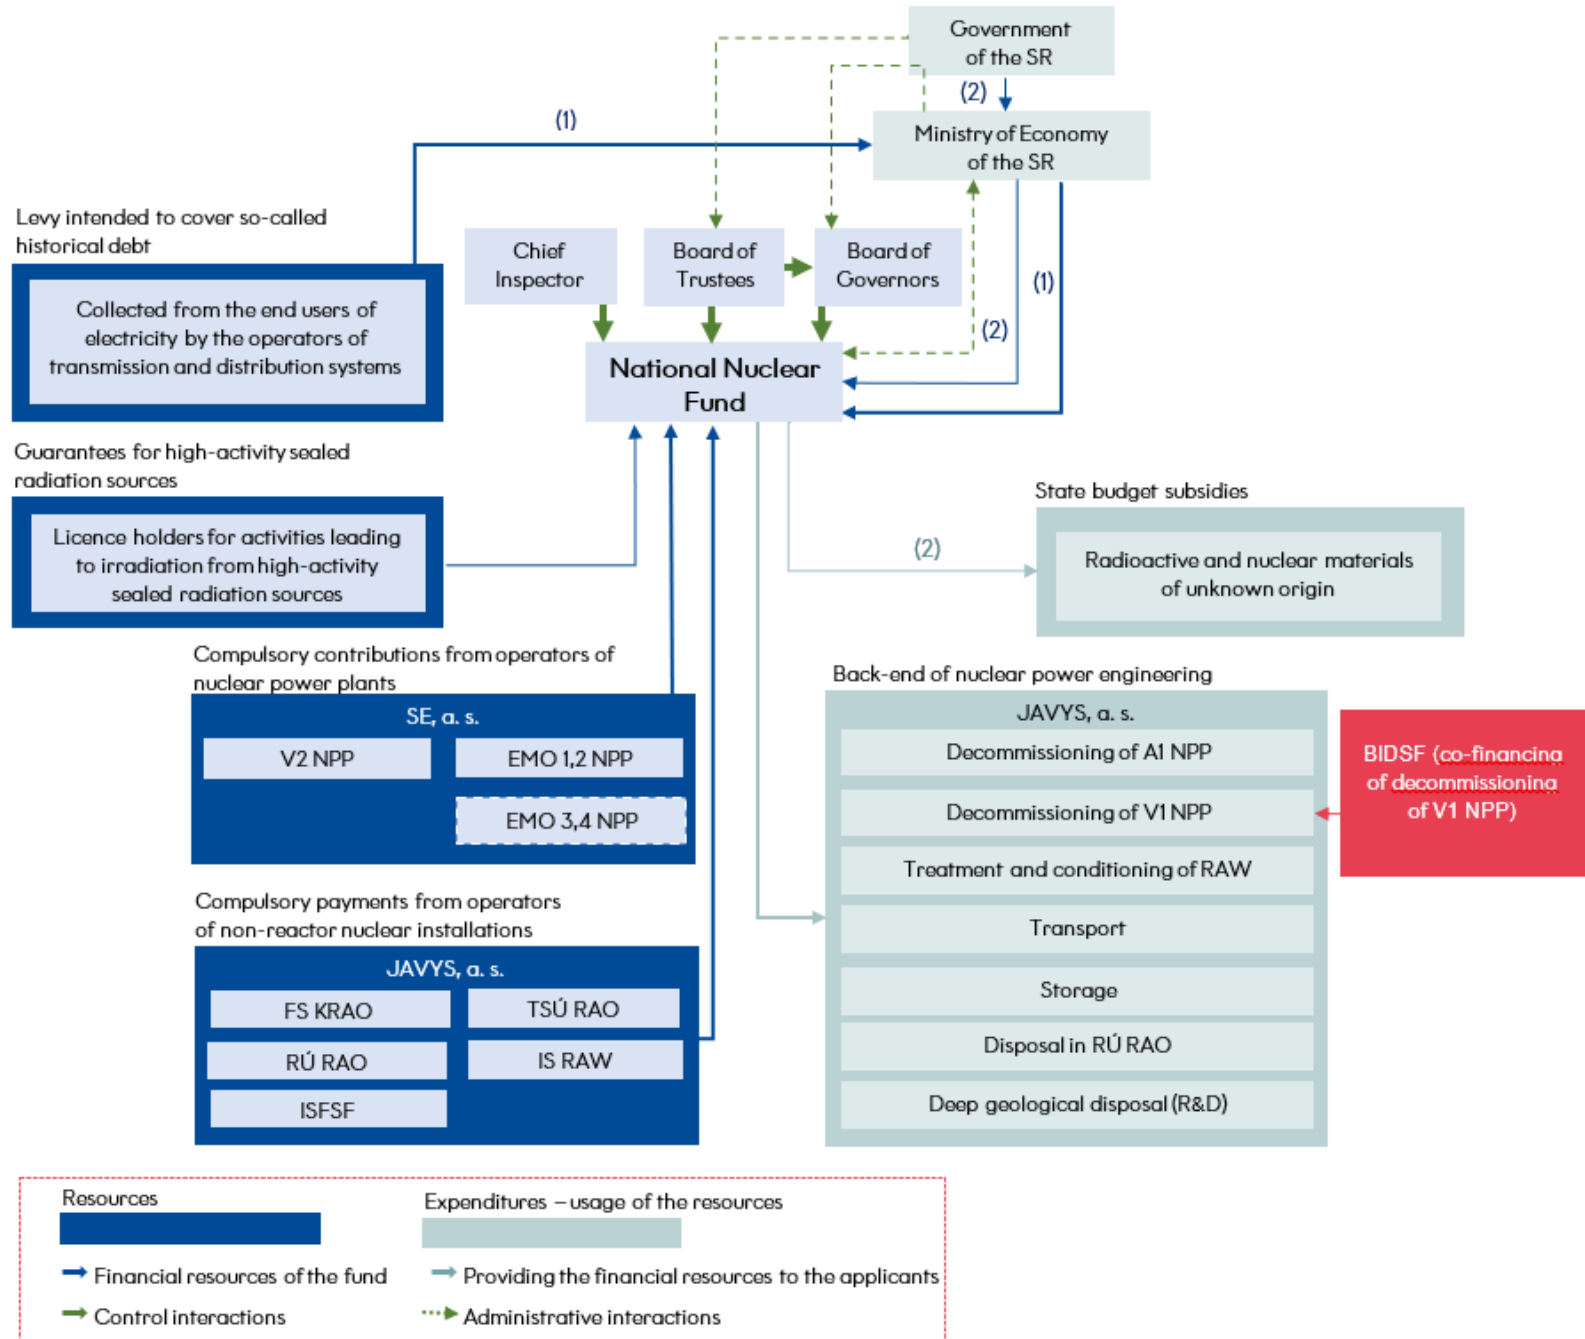 Government
of the SR
(2)
(1)
Ministry of Economy
of the SR
Levy intended to cover so-called
historical debt
Collected from the end users of
electricity by the operators of
transmission and distribution systems
Chief
Inspector
Board of
Trustees
Board of
Governors
(1)
(2)
National Nuclear
Fund
Guarantees for high-activity sealed
radiation sources
Licence holders for activities leading
to irradiation from high-activity
sealed radiation sources
State budget subsidies
(2)
Radioactive and nuclear materials
of unknown origin
Compulsory contributions from operators of
nuclear power plants
SE, a. s.
V2 NPP
EMO 1,2 NPP
EMO 3,4 NPP
Back-end of nuclear power engineering
JAVYS, a. s.
Decommissioning of A1 NPP
Decommissioning of V1 NPP
Treatment and conditioning of RAW
Transport
Storage
Disposal in RÚ RAO
Deep geological disposal (R&D)
BIDSF (co-financing
of decommissioning
of V1 NPP)
Compulsory payments from operators
of non-reactor nuclear installations
JAVYS, a. s.
FS KRAO
TSÚ RAO
RÚ RAO
IS RAW
ISFSF
Resources
Expenditures – usage of the resources
Financial resources of the fund
Providing the financial resources to the applicants
Control interactions
Administrative interactions